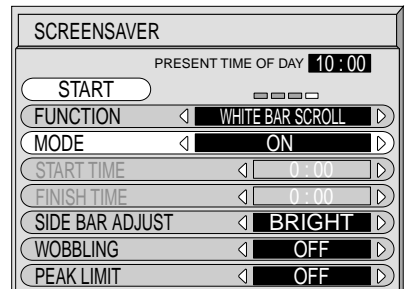 SCREENSAVER
PRESENT TIME OF DAY 10:00
START
FUNCTION WHITE BAR SCROLL
MODE ON
START TIME 0:00
FINISH TIME 0:00
SIDE BAR ADJUST BRIGHT
WOBBLING OFF
PEAK LIMIT OFF